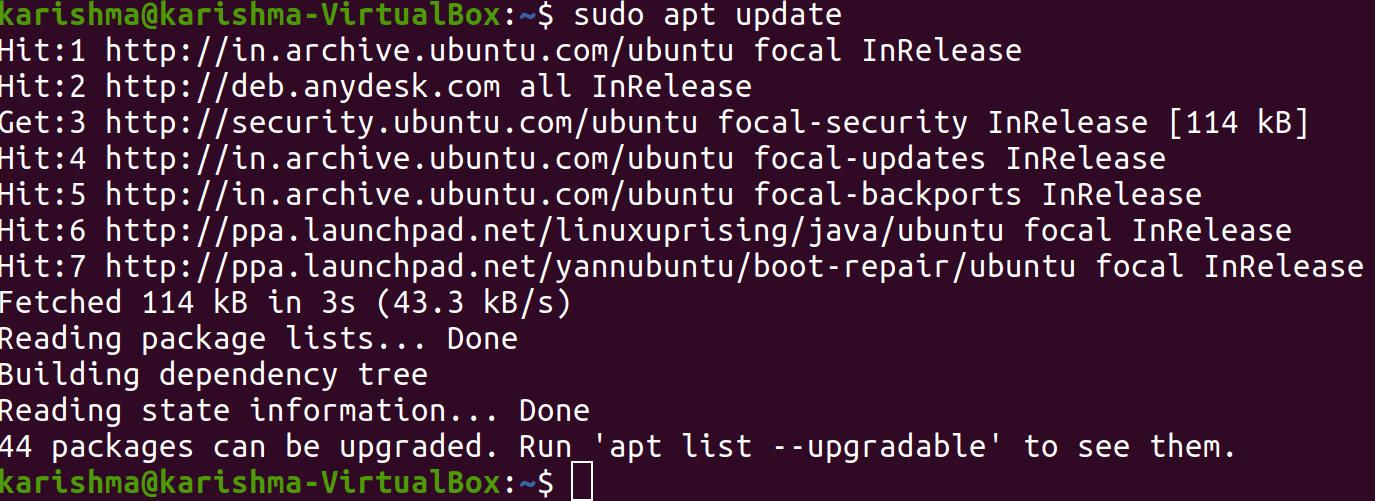 karishma@karishma-VirtualBox:~$ sudo apt update
Hit:1 http://in.archive.ubuntu.com/ubuntu focal InRelease
Hit:2 http://deb.anydesk.com all InRelease
Get:3 http://security.ubuntu.com/ubuntu focal-security InRelease [114 kB]
Hit:4 http://in.archive.ubuntu.com/ubuntu focal-updates InRelease
Hit:5 http://in.archive.ubuntu.com/ubuntu focal-backports InRelease
Hit:6 http://ppa.launchpad.net/linuxuprising/java/ubuntu focal InRelease
Hit:7 http://ppa.launchpad.net/yannubuntu/boot-repair/ubuntu focal InRelease
Fetched 114 kB in 3s (43.3 kB/s)
Reading package lists... Done
Building dependency tree
Reading state information... Done
44 packages can be upgraded. Run 'apt list --upgradable' to see them.
karishma@karishma-VirtualBox:~$